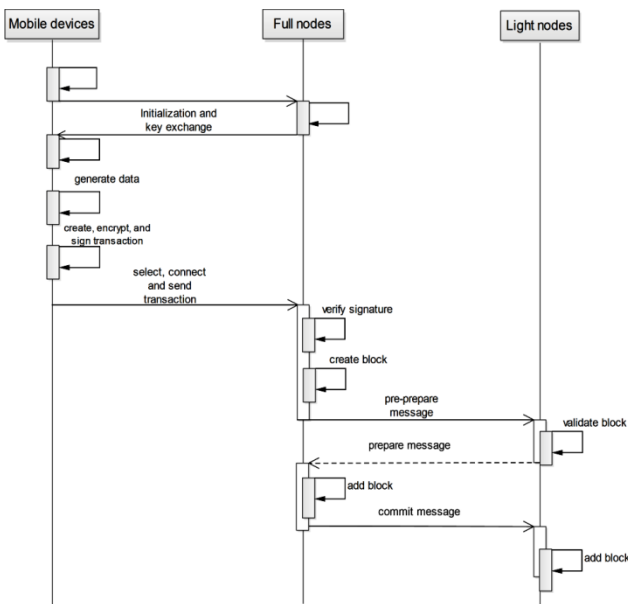 Mobile devices
Full nodes
Light nodes
Initialization and
key exchange
generate data
create, encrypt, and
sign transaction
select, connect
and send
transaction
verify signature
create block
pre-prepare
message
validate block
prepare message
add block
commit message
add block